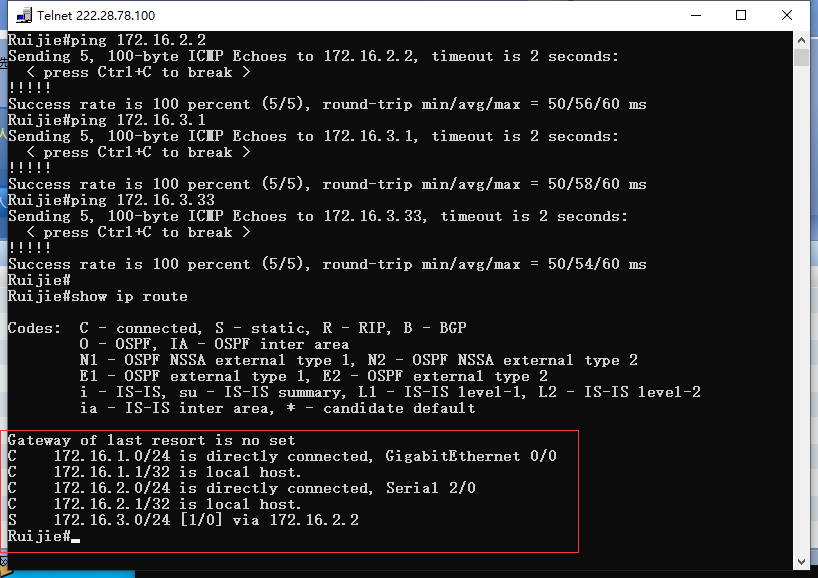 Telnet 222.28.78.100
Ruijie#ping 172.16.2.2
Sending 5, 100-byte ICMP Echoes to 172.16.2.2, timeout is 2 seconds:
  < press Ctrl+C to break >
!!!!!
Success rate is 100 percent (5/5), round-trip min/avg/max = 50/56/60 ms
Ruijie#ping 172.16.3.1
Sending 5, 100-byte ICMP Echoes to 172.16.3.1, timeout is 2 seconds:
  < press Ctrl+C to break >
!!!!!
Success rate is 100 percent (5/5), round-trip min/avg/max = 50/58/60 ms
Ruijie#ping 172.16.3.33
Sending 5, 100-byte ICMP Echoes to 172.16.3.33, timeout is 2 seconds:
  < press Ctrl+C to break >
!!!!!
Success rate is 100 percent (5/5), round-trip min/avg/max = 50/54/60 ms
Ruijie#
Ruijie#show ip route
Codes:  C - connected, S - static, R - RIP, B - BGP
        O - OSPF, IA - OSPF inter area
        N1 - OSPF NSSA external type 1, N2 - OSPF NSSA external type 2
        E1 - OSPF external type 1, E2 - OSPF external type 2
        i - IS-IS, su - IS-IS summary, L1 - IS-IS level-1, L2 - IS-IS level-2
        ia - IS-IS inter area, * - candidate default
Gateway of last resort is no set
C    172.16.1.0/24 is directly connected, GigabitEthernet 0/0
C    172.16.1.1/32 is local host.
C    172.16.2.0/24 is directly connected, Serial 2/0
C    172.16.2.1/32 is local host.
S    172.16.3.0/24 [1/0] via 172.16.2.2
Ruijie#